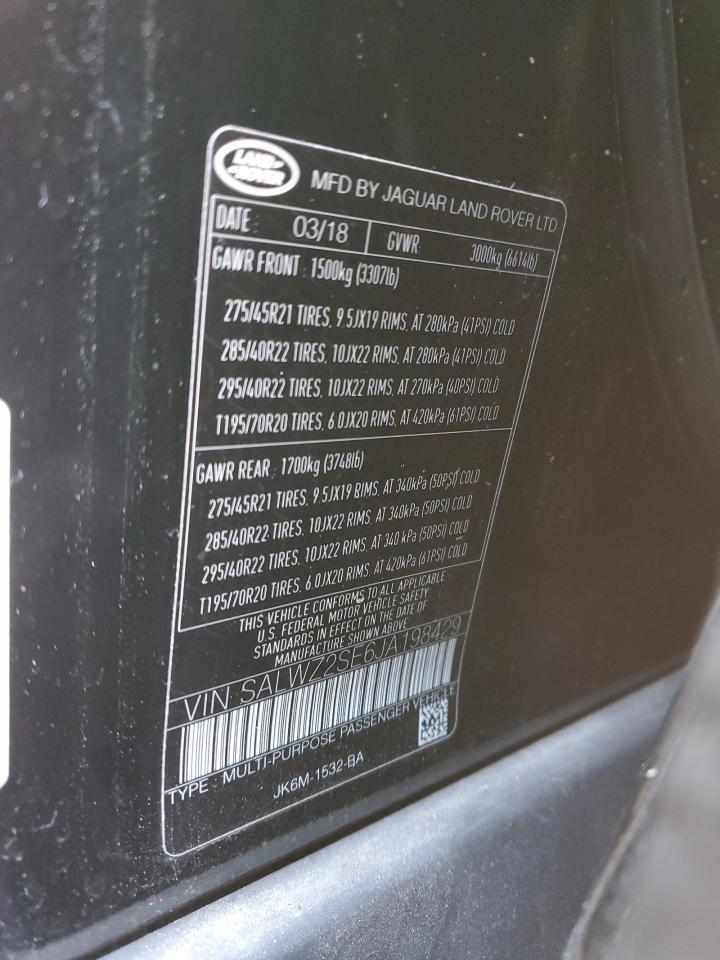 LAND ROVER
MFD BY JAGUAR LAND ROVER LTD
DATE : 03/18 GVWR : 3000kg (6614lb)
GAWR FRONT : 1500kg (3307lb)
275/45R21 TIRES, 9.5JX19 RIMS, AT 280kPa (41PSI) COLD
285/40R22 TIRES, 10JX22 RIMS, AT 280kPa (41PSI) COLD
295/40R22 TIRES, 10JX22 RIMS, AT 270kPa (40PSI) COLD
T195/70R20 TIRES, 6.0JX20 RIMS, AT 420kPa (61PSI) COLD
GAWR REAR : 1700kg (3748lb)
275/45R21 TIRES, 9.5JX19 RIMS, AT 340kPa (50PSI) COLD
285/40R22 TIRES, 10JX22 RIMS, AT 340kPa (50PSI) COLD
295/40R22 TIRES, 10JX22 RIMS, AT 340 kPa (50PSI) COLD
T195/70R20 TIRES, 6.0JX20 RIMS, AT 420kPa (61PSI) COLD
THIS VEHICLE CONFORMS TO ALL APPLICABLE
U.S. FEDERAL MOTOR VEHICLE SAFETY
STANDARDS IN EFFECT ON THE DATE OF
MANUFACTURE SHOWN ABOVE
VIN: SALWZ2SE6JA198429
TYPE : MULTI-PURPOSE PASSENGER VEHICLE
JK6M-1532-BA